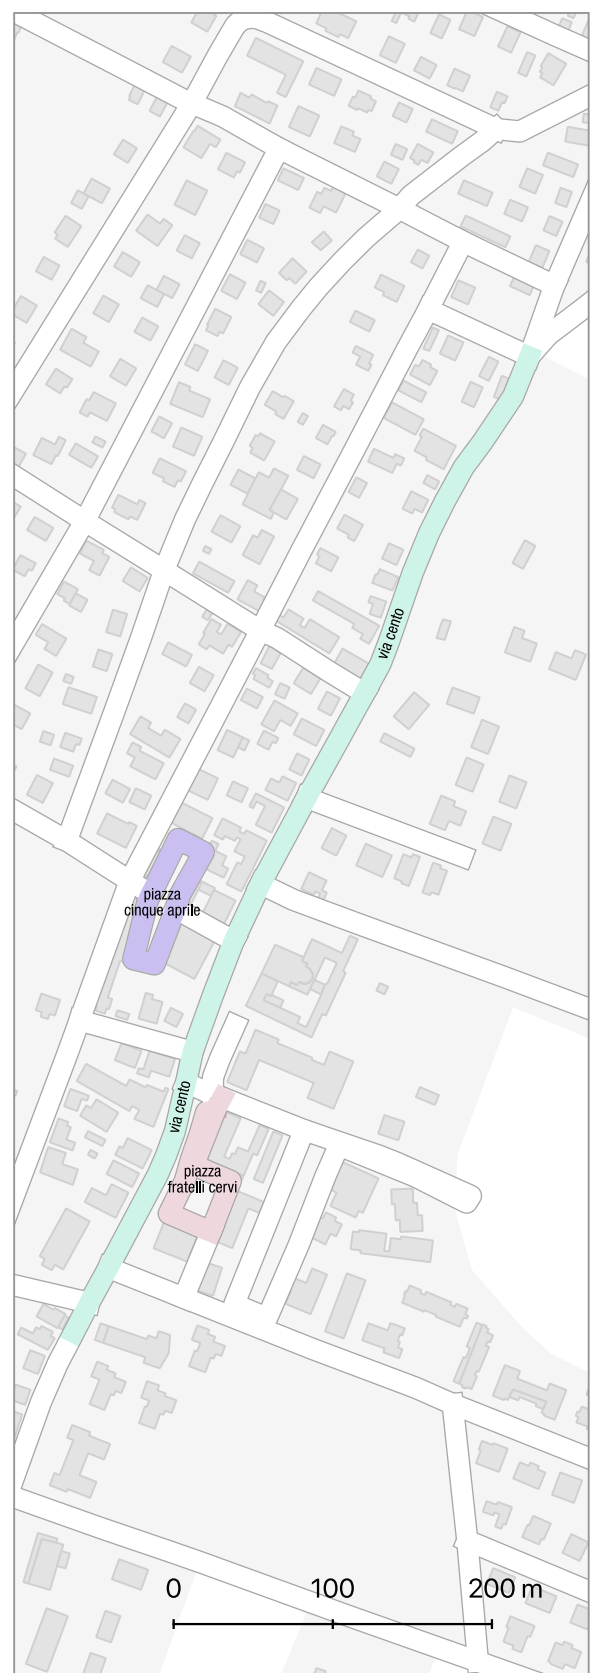 via cento
piazza
cinque aprile
via cento
piazza
fratelli cervi
0 100 200 m